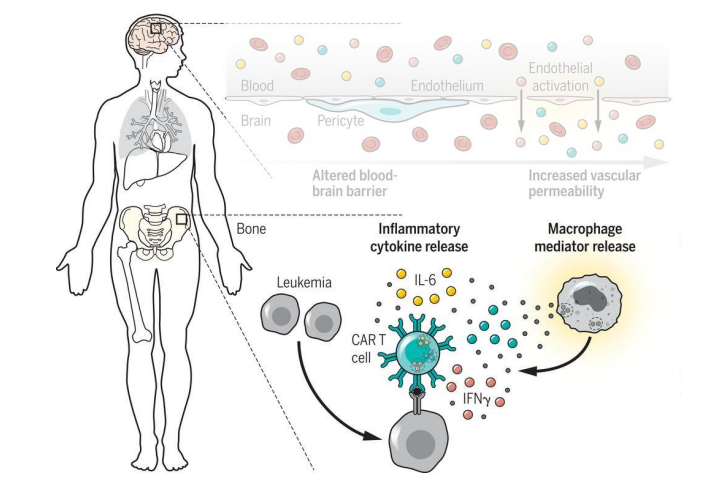 Blood
Endothelium
Endothelial
activation
Brain
Pericyte
Altered blood-
brain barrier
Increased vascular
permeability
Bone
Inflammatory
cytokine release
Macrophage
mediator release
Leukemia
IL-6
CAR T
cell
IFNγ